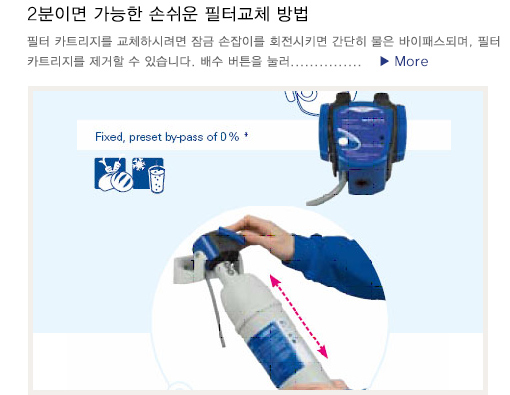 2분이면 가능한 손쉬운 필터교체 방법
필터 카트리지를 교체하시려면 잠금 손잡이를 회전시키면 간단히 물은 바이패스되며, 필터
카트리지를 제거할 수 있습니다. 배수 버튼을 눌러............... ▶ More
Fixed, preset by-pass of 0 % ‡